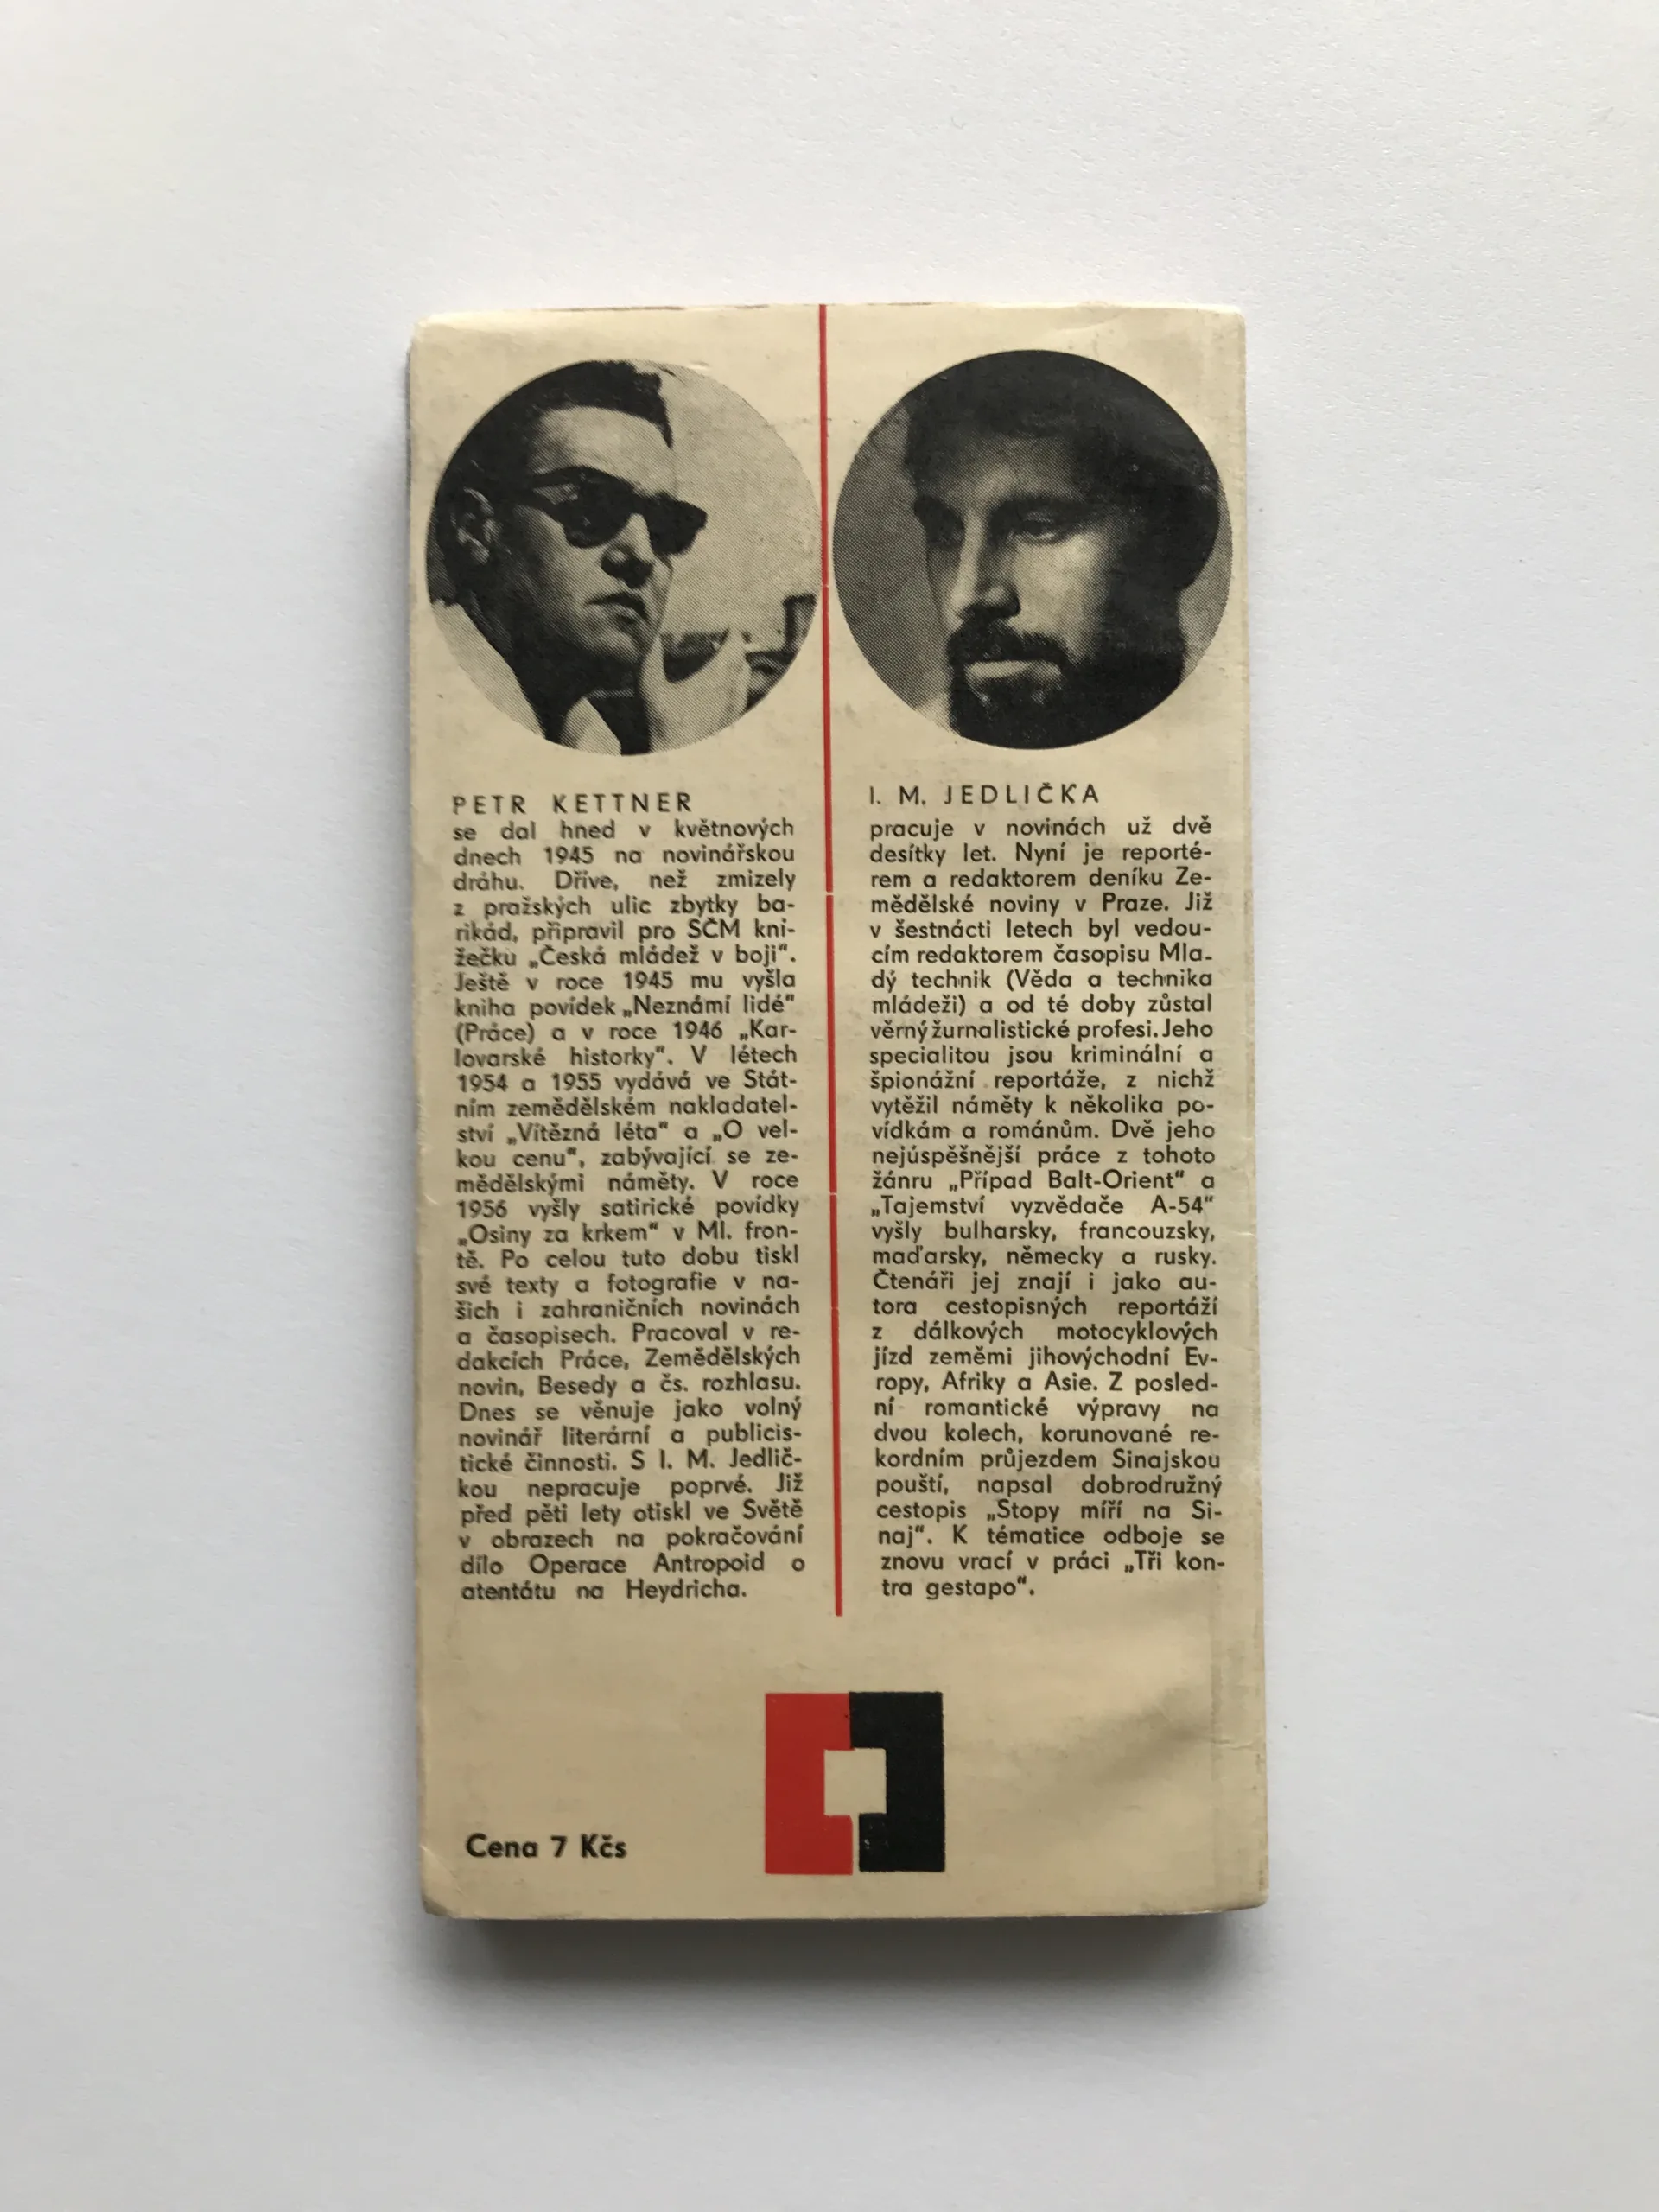 PETR KETTNER
se dal hned v květnových
dnech 1945 na novinářskou
dráhu. Dříve, než zmizely
z pražských ulic zbytky ba-
rikád, připravil pro SČM kni-
žečku „Česká mládež v boji“.
Ještě v roce 1945 mu vyšla
kniha povídek „Neznámí lidé“
(Práce) a v roce 1946 „Kar-
lovarské historky“. V létech
1954 a 1955 vydává ve Stát-
ním zemědělském nakladatel-
ství „Vítězná léta“ a „O vel-
kou cenu“, zabývající se ze-
mědělskými náměty. V roce
1956 vyšly satirické povídky
„Osiny za krkem“ v Ml. fron-
tě. Po celou tuto dobu tiskl
své texty a fotografie v na-
šich i zahraničních novinách
a časopisech. Pracoval v re-
dakcích Práce, Zemědělských
novin, Besedy a čs. rozhlasu.
Dnes se věnuje jako volný
novinář literární a publicis-
tické činnosti. S I. M. Jedlič-
kou nepracuje poprvé. Již
před pěti lety otiskl ve Světě
v obrazech na pokračování
dílo Operace Antropoid o
atentátu na Heydricha.
I. M. JEDLIČKA
pracuje v novinách už dvě
desítky let. Nyní je reporté-
rem a redaktorem deníku Ze-
mědělské noviny v Praze. Již
v šestnácti letech byl vedou-
cím redaktorem časopisu Mla-
dý technik (Věda a technika
mládeži) a od té doby zůstal
věrný žurnalistické profesi. Jeho
specialitou jsou kriminální a
špionážní reportáže, z nichž
vytěžil náměty k několika po-
vídkám a románům. Dvě jeho
nejúspěšnější práce z tohoto
žánru „Případ Balt-Orient“ a
„Tajemství vyzvědače A-54“
vyšly bulharsky, francouzsky,
maďarsky, německy a rusky.
Čtenáři jej znají i jako au-
tora cestopisných reportáží
z dálkových motocyklových
jízd zeměmi jihovýchodní Ev-
ropy, Afriky a Asie. Z posled-
ní romantické výpravy na
dvou kolech, korunované re-
kordním průjezdem Sinajskou
pouští, napsal dobrodružný
cestopis „Stopy míří na Si-
naj“. K tématice odboje se
znovu vrací v práci „Tři kon-
tra gestapo“.
Cena 7 Kčs